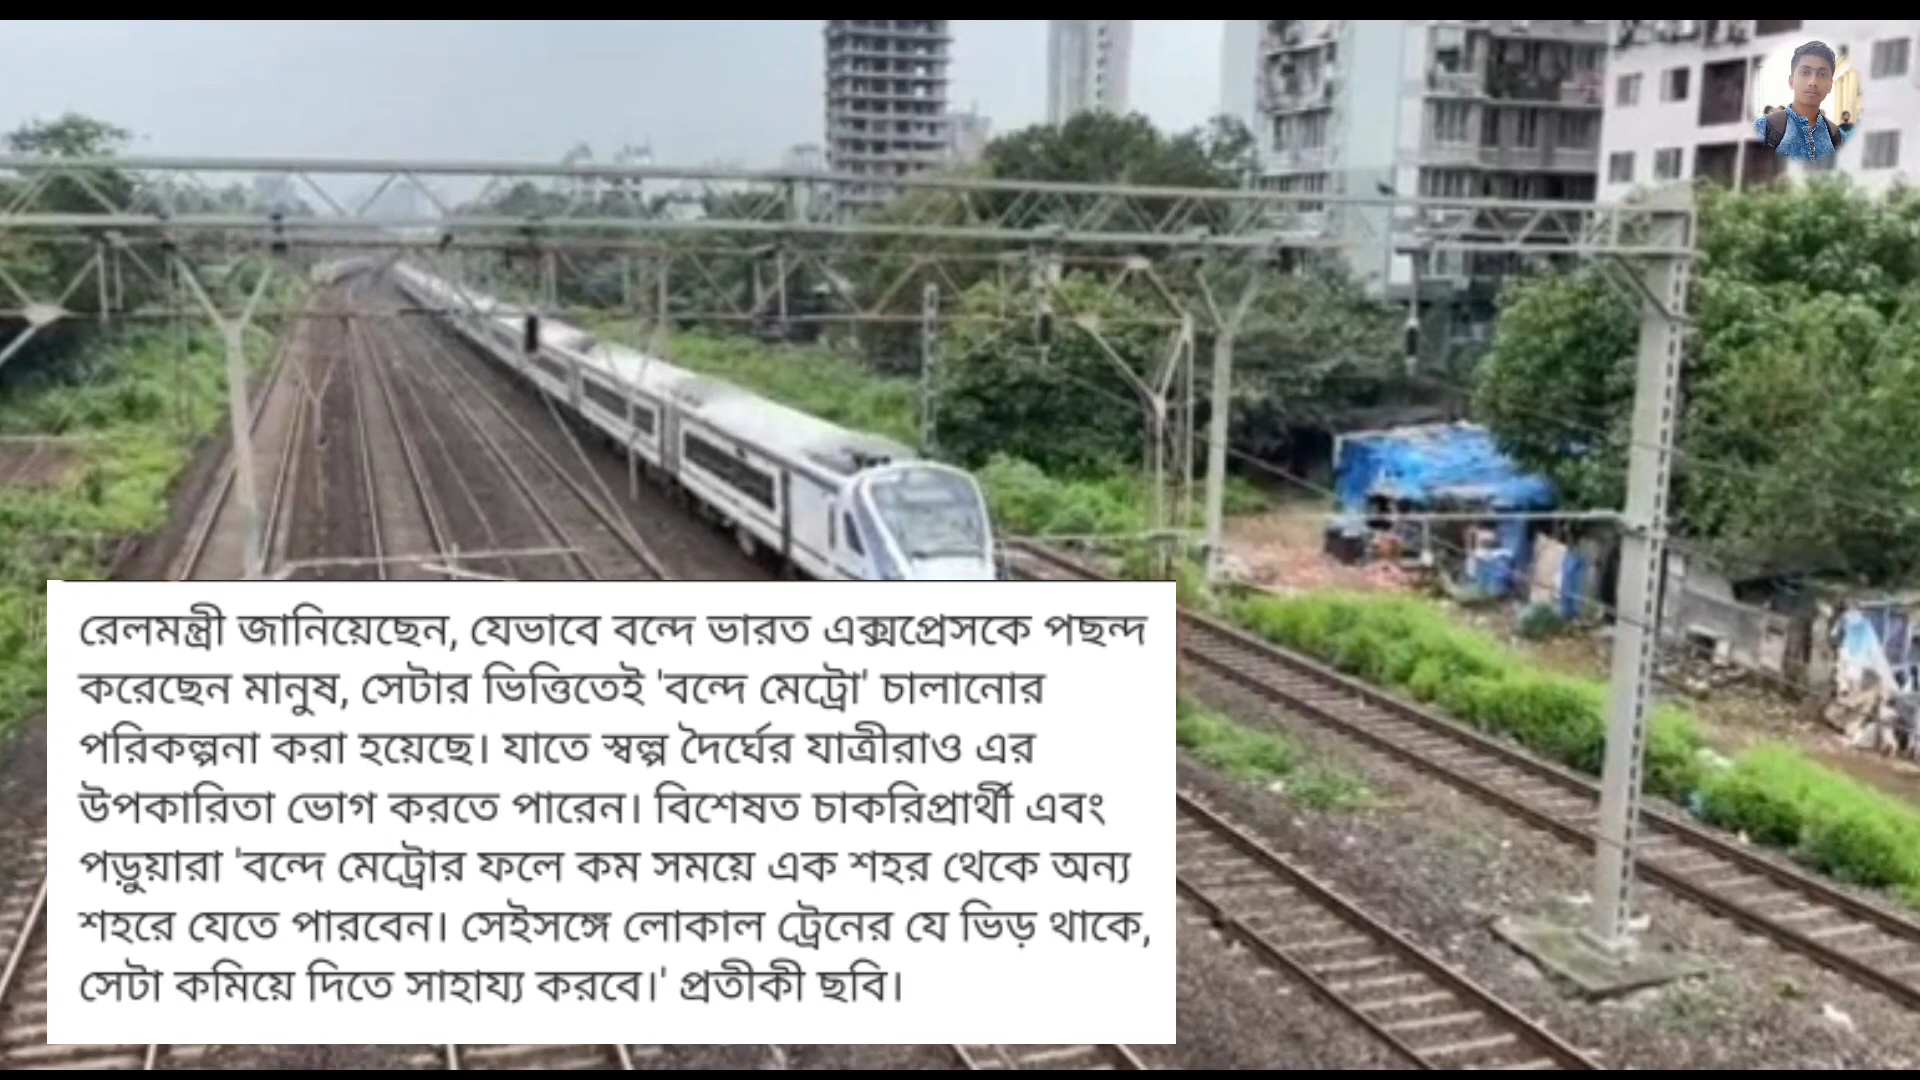 রেলমন্ত্রী জানিয়েছেন, যেভাবে বন্দে ভারত এক্সপ্রেসকে পছন্দ
করেছেন মানুষ, সেটার ভিত্তিতেই 'বন্দে মেট্রো' চালানোর
পরিকল্পনা করা হয়েছে। যাতে স্বল্প দৈর্ঘের যাত্রীরাও এর
উপকারিতা ভোগ করতে পারেন। বিশেষত চাকরিপ্রার্থী এবং
পড়ুয়ারা 'বন্দে মেট্রোর ফলে কম সময়ে এক শহর থেকে অন্য
শহরে যেতে পারবেন। সেইসঙ্গে লোকাল ট্রেনের যে ভিড় থাকে,
সেটা কমিয়ে দিতে সাহায্য করবে।' প্রতীকী ছবি।